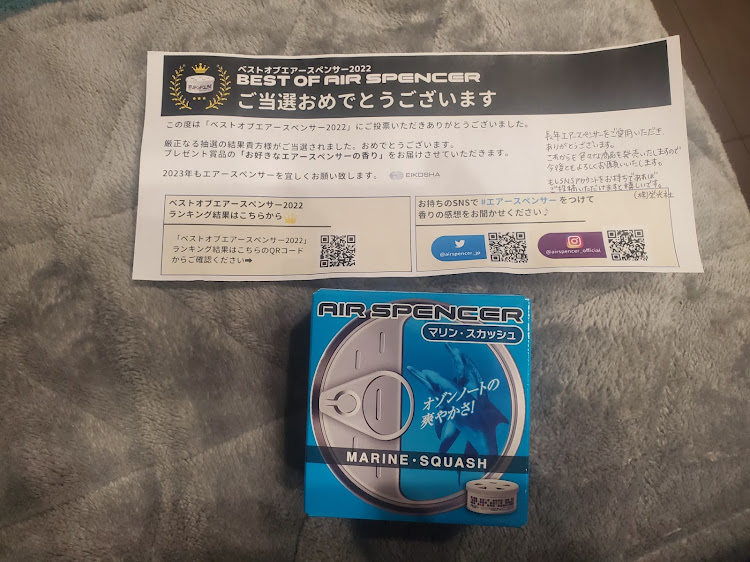 ベストオブエアースペンサー2022
BEST OF AIR SPENCER
ご当選おめでとうございます
この度は「ベストオブエアースペンサー2022」にご投票いただきありがとうございました。
厳正なる抽選の結果貴方様がご当選されました。おめでとうございます。
プレゼント賞品の「お好きなエアースペンサーの香り」をお届けさせていただきます。
2023年もエアースペンサーを宜しくお願い致します。
EIKOSHA
長年エアースペンサーをご愛用いただき
ありがとうございます。
これからも色々な商品を発売いたしますので
今後ともよろしくお願いいたします。
もしSNSアカウントをお持ちであれば
ご投稿いただけますと嬉しいです。
(株)栄光社
ベストオブエアースペンサー2022
ランキング結果はこちらから
「ベストオブエアースペンサー2022」
ランキング結果はこちらのQRコード
からご確認ください➡
お持ちのSNSで #エアースペンサー をつけて
香りの感想をお聞かせください♪
@airspencer_jp
@airspencer_official
AIR SPENCER
マリン・スカッシュ
オゾンノートの
爽やかさ!
MARINE・SQUASH